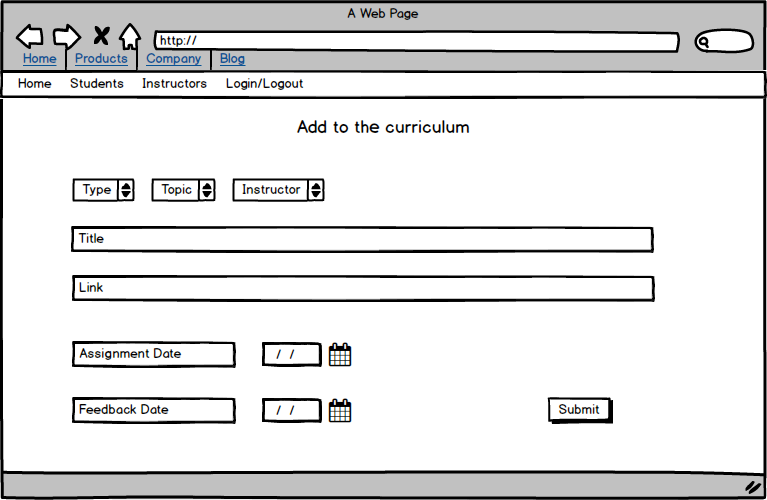 A Web Page
http://
Home Products Company Blog
Home Students Instructors Login/Logout
Add to the curriculum
Type Topic Instructor
Title
Link
Assignment Date / /
Feedback Date / / Submit